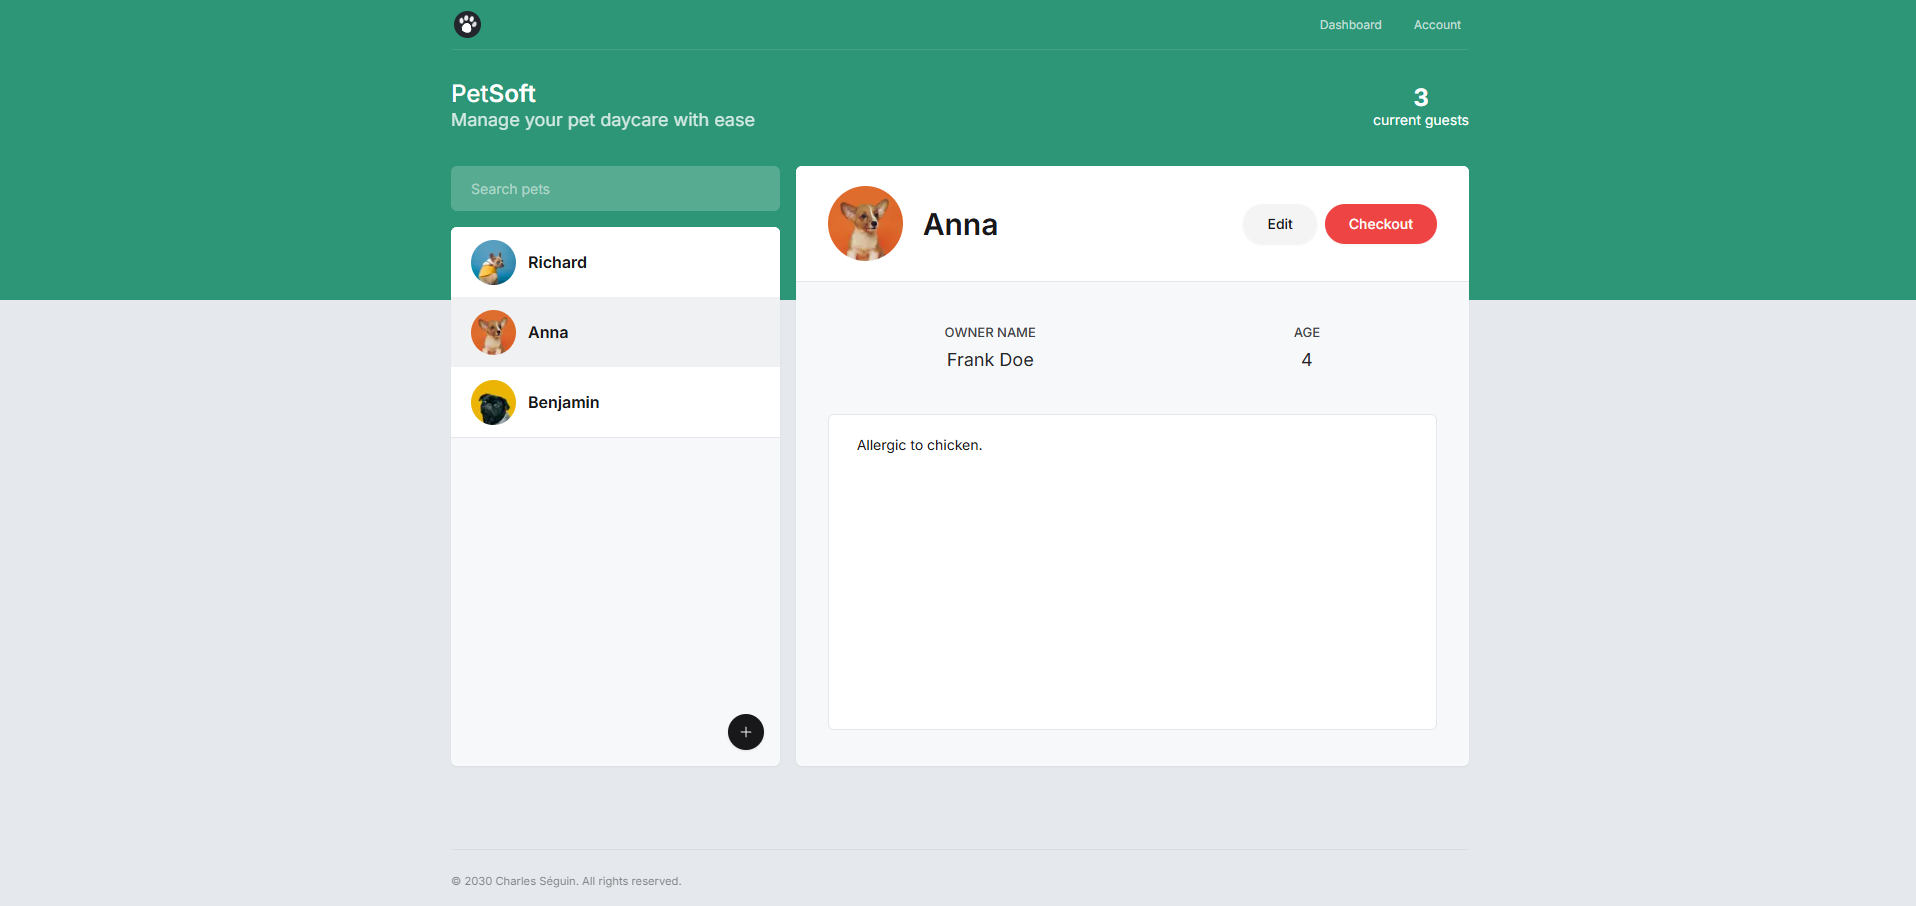 Dashboard
Account
PetSoft
Manage your pet daycare with ease
3
current guests
Search pets
Richard
Anna
Benjamin
Anna
Edit
Checkout
OWNER NAME
Frank Doe
AGE
4
Allergic to chicken.
© 2030 Charles Séguin. All rights reserved.